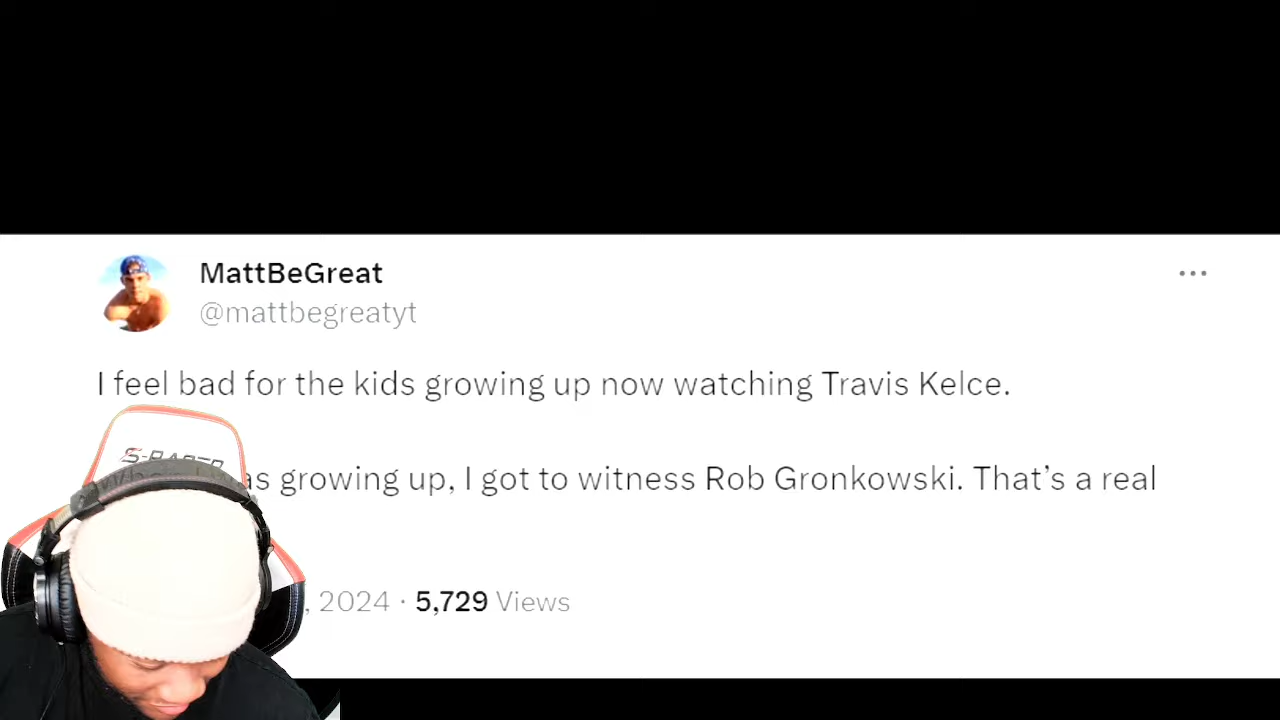 MattBeGreat
@mattbegreatyt
I feel bad for the kids growing up now watching Travis Kelce.
as growing up, I got to witness Rob Gronkowski. That’s a real
, 2024 · 5,729 Views